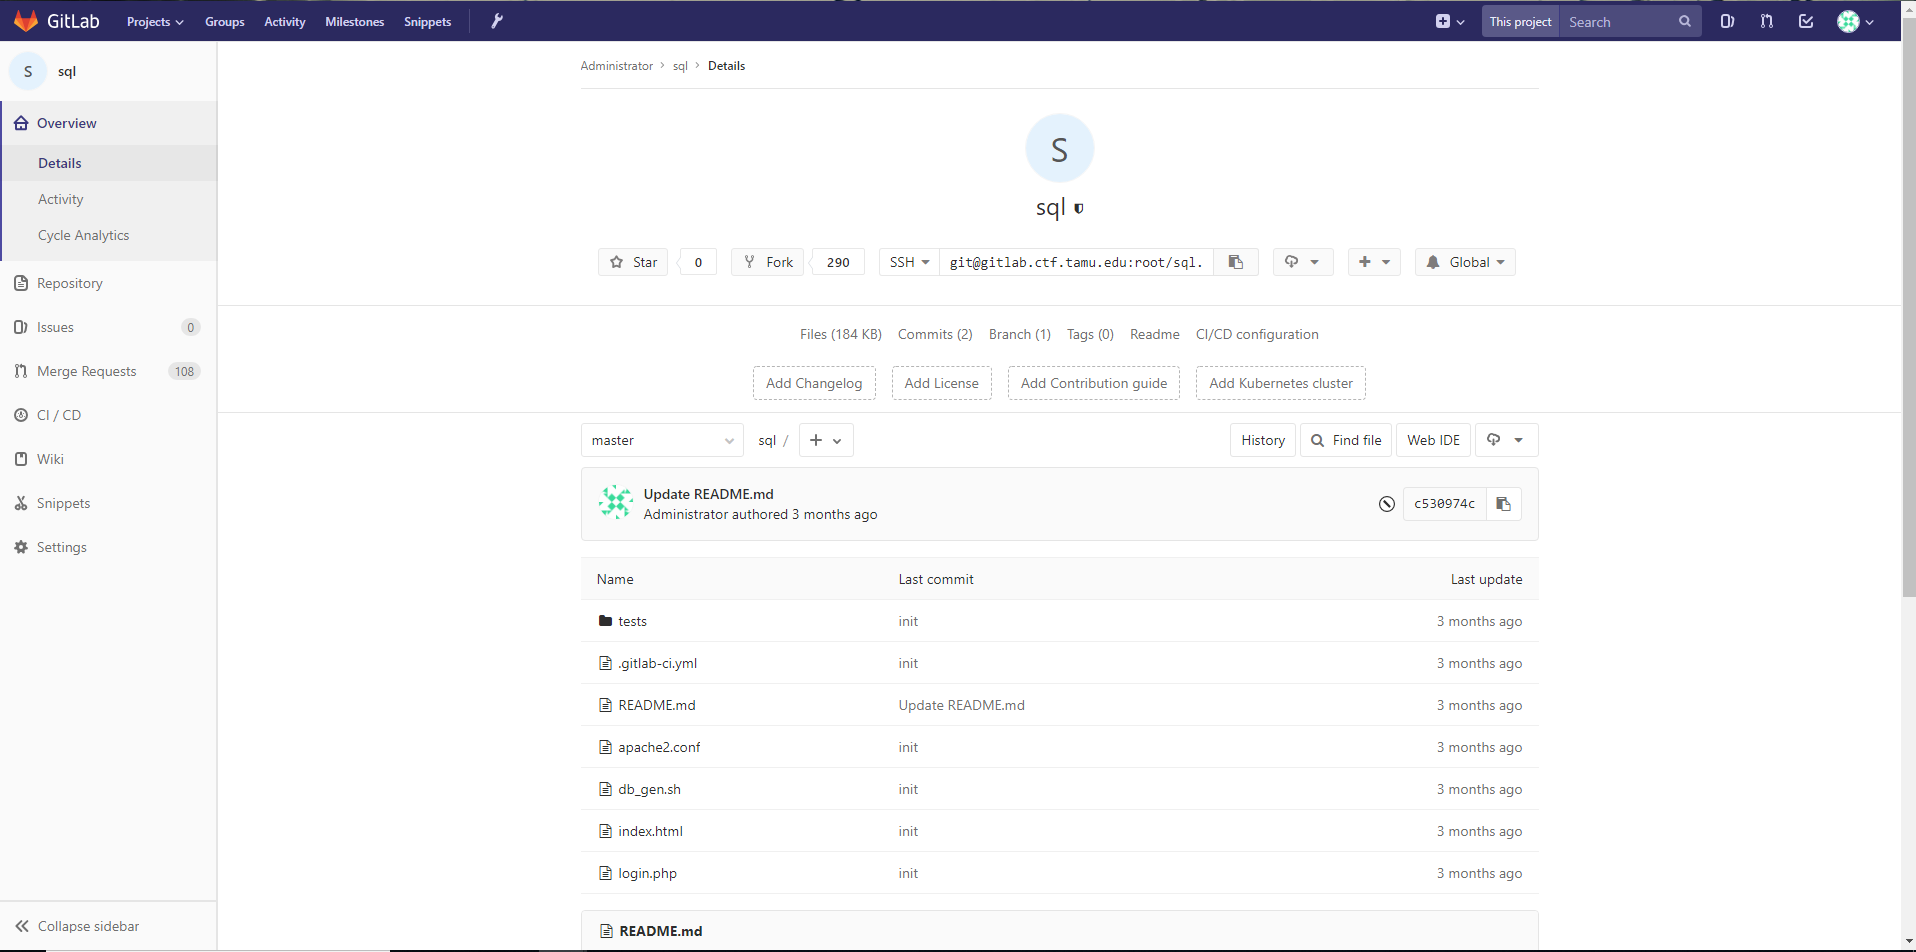 GitLab Projects Groups Activity Milestones Snippets This project Search
S sql
Overview
Details
Activity
Cycle Analytics
Repository
Issues 0
Merge Requests 108
CI / CD
Wiki
Snippets
Settings
Collapse sidebar
Administrator > sql > Details
S
sql
Star 0 Fork 290 SSH git@gitlab.ctf.tamu.edu:root/sql. Global
Files (184 KB) Commits (2) Branch (1) Tags (0) Readme CI/CD configuration
Add Changelog Add License Add Contribution guide Add Kubernetes cluster
master sql / + History Find file Web IDE
Update README.md
Administrator authored 3 months ago
c530974c
Name Last commit Last update
tests init 3 months ago
.gitlab-ci.yml init 3 months ago
README.md Update README.md 3 months ago
apache2.conf init 3 months ago
db_gen.sh init 3 months ago
index.html init 3 months ago
login.php init 3 months ago
README.md